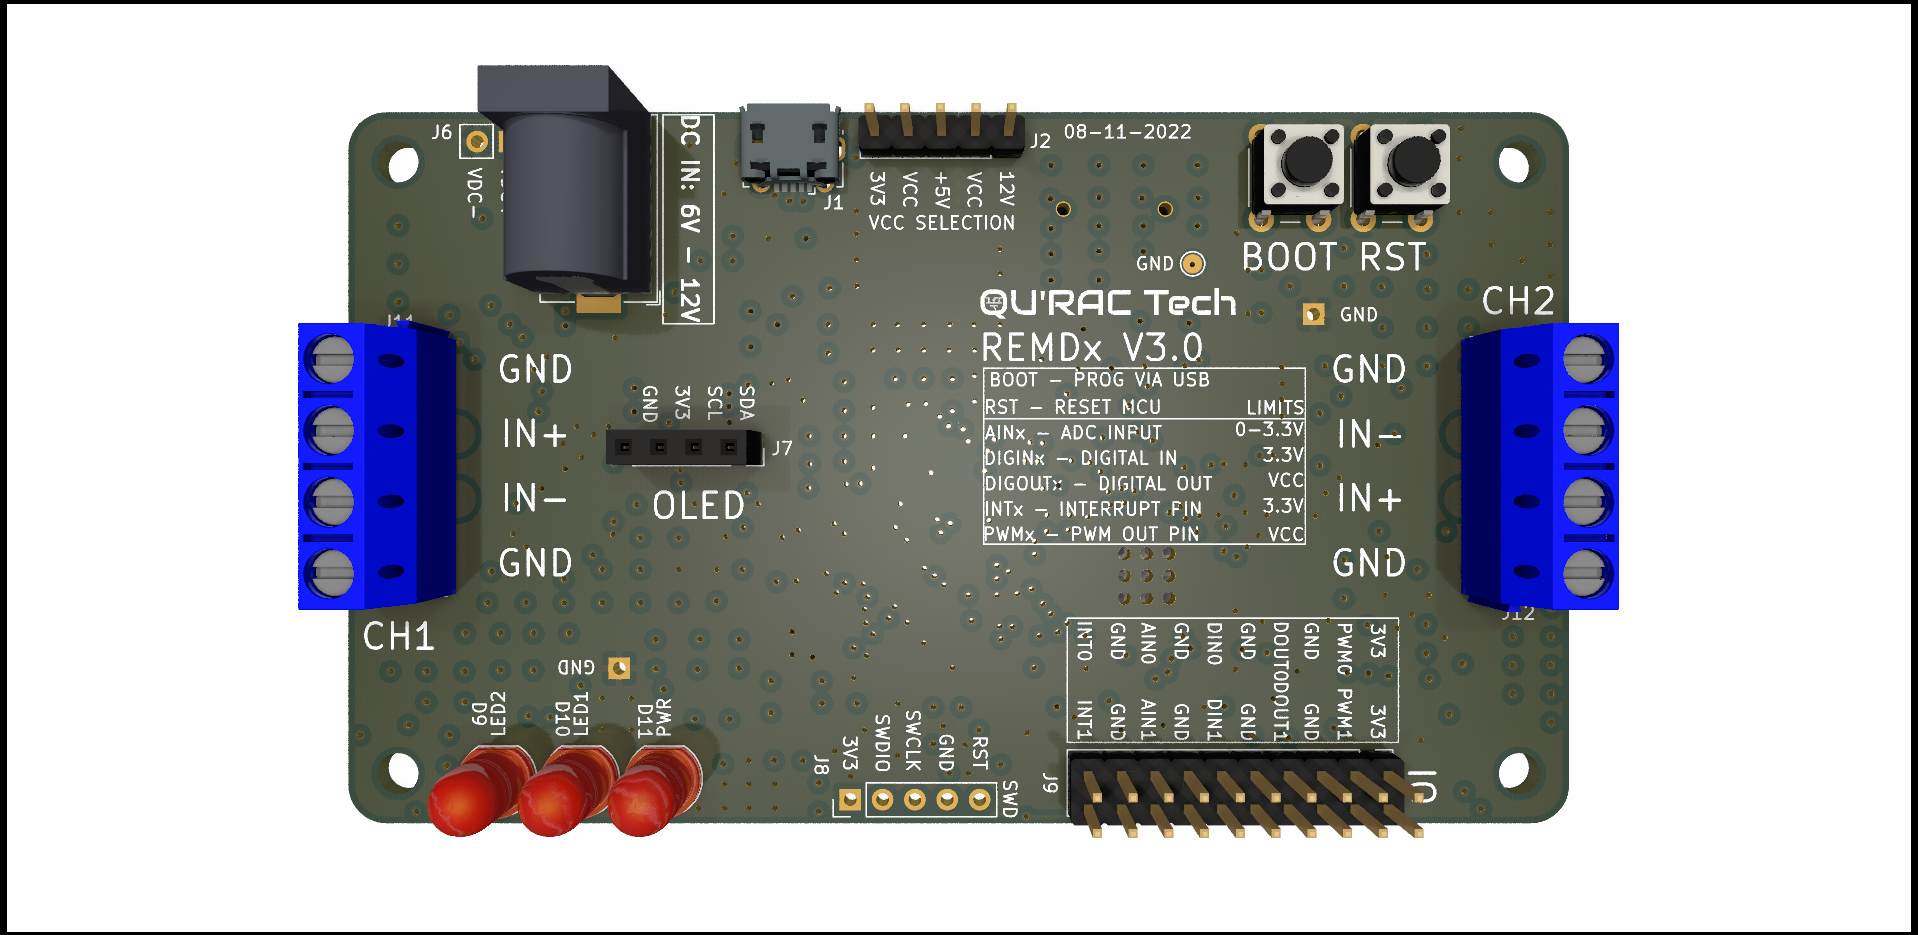 J6
VDC-
DC IN: 6V - 12V
J1
3V3
VCC
+5V
VCC
12V
J2
VCC SELECTION
08-11-2022
BOOT
RST
GND
QU'RAC Tech
REMDx V3.0
GND
BOOT - PROG VIA USB
RST - RESET MCU LIMITS
AINx - ADC INPUT 0-3.3V
DIGINx - DIGITAL IN 3.3V
DIGOUTx - DIGITAL OUT VCC
INTx - INTERRUPT PIN 3.3V
PWMx - PWM OUT PIN VCC
J11
GND
IN+
IN-
GND
CH1
GND
3V3
SCL
SDA
J7
OLED
CH2
GND
IN-
IN+
GND
J12
GND
D9
LED2
D10
LED1
D11
PWR
J8
3V3
SWDIO
SWCLK
GND
RST
SWD
INT0
GND
AIN0
GND
DIN0
GND
DOUT0
GND
PWM0
3V3
INT1
GND
AIN1
GND
DIN1
GND
DOUT1
GND
PWM1
3V3
J9